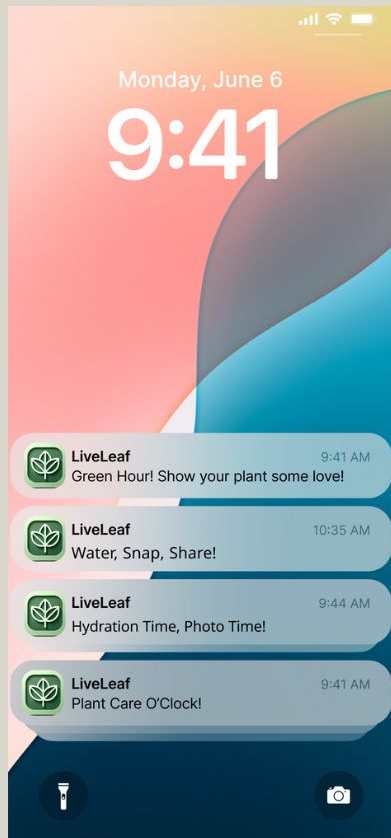 Monday, June 6
9:41
LiveLeaf 9:41 AM
Green Hour! Show your plant some love!
LiveLeaf 10:35 AM
Water, Snap, Share!
LiveLeaf 9:44 AM
Hydration Time, Photo Time!
LiveLeaf 9:41 AM
Plant Care O’Clock!